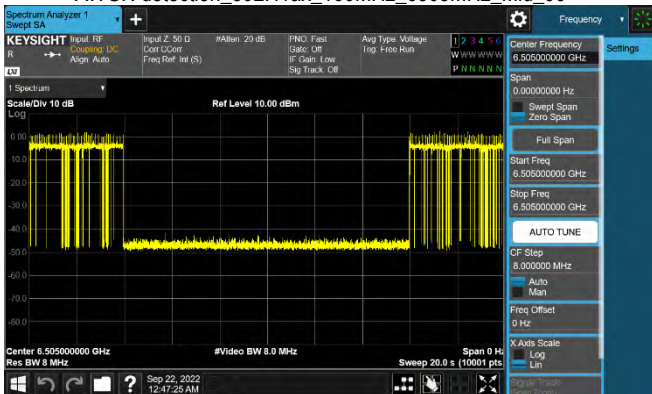 Spectrum Analyzer 1
Swept SA
Frequency
KEYSIGHT Input: RF
R
Coupling: DC
Align: Auto
Input Z: 50 Ω
Corr CCorr
Freq Ref: Int (S)
#Atten: 20 dB
PNO: Fast
Gate: Off
IF Gain: Low
Sig Track: Off
Avg Type: Voltage
Trig: Free Run
1 2 3 4 5 6
W W W W W W
P N N N N N
LXI
1 Spectrum
Scale/Div 10 dB
Ref Level 10.00 dBm
Log
0.00
-10.0
-20.0
-30.0
-40.0
-50.0
-60.0
-70.0
-80.0
Center 6.505000000 GHz
#Video BW 8.0 MHz
Span 0 Hz
Res BW 8 MHz
Sweep 20.0 s (10001 pts
Sep 22, 2022
12:47:25 AM
Center Frequency
6.505000000 GHz
Settings
Span
0.00000000 Hz
Swept Span
Zero Span
Full Span
Start Freq
6.505000000 GHz
Stop Freq
6.505000000 GHz
AUTO TUNE
CF Step
8.000000 MHz
Auto
Man
Freq Offset
0 Hz
X Axis Scale
Log
Lin
Signal Track